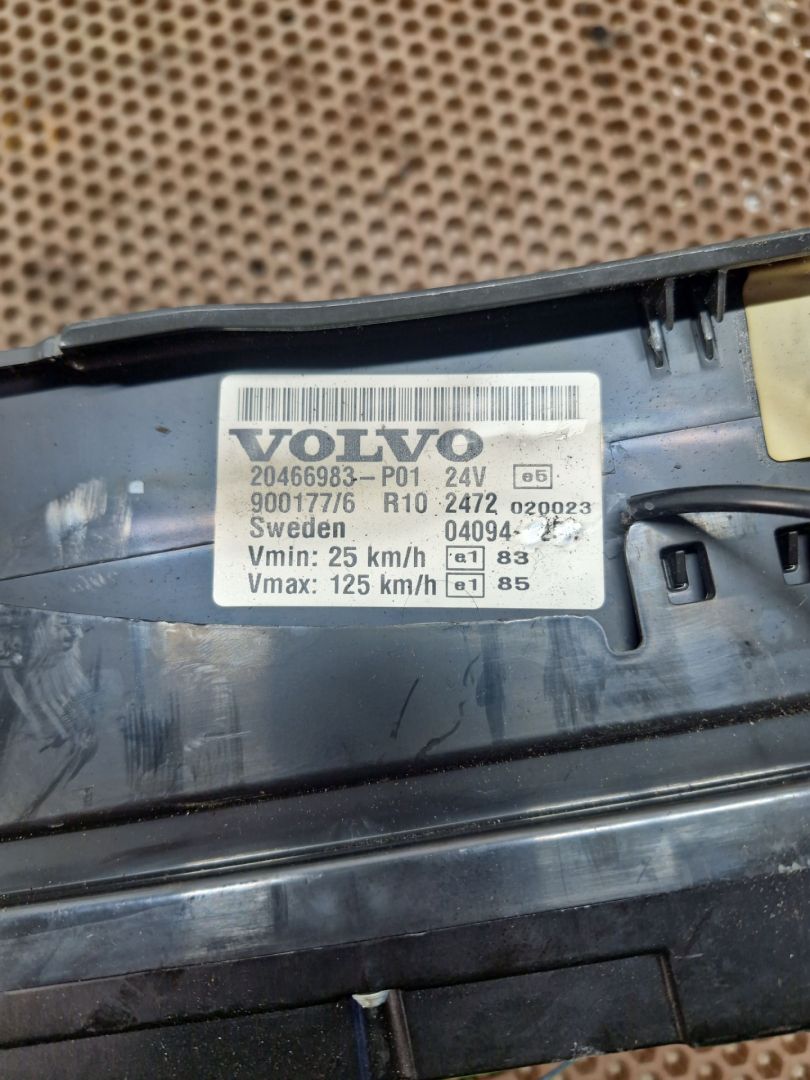 VOLVO
20466983-P01 24V e5
900177/6 R10 2472 020023
Sweden 04094-
Vmin: 25 km/h e1 83
Vmax: 125 km/h e1 85